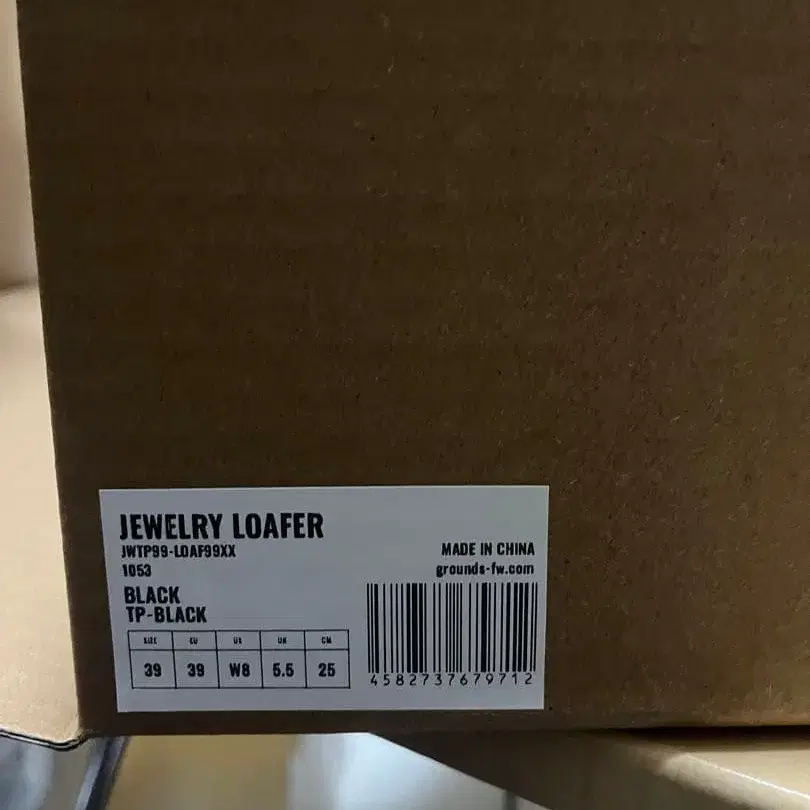 JEWELRY LOAFER
JWTP99-LOAF99XX
1053
MADE IN CHINA
grounds-fw.com
BLACK
TP-BLACK
SIZE EU US UK CM
39 39 W8 5.5 25
4582737679712